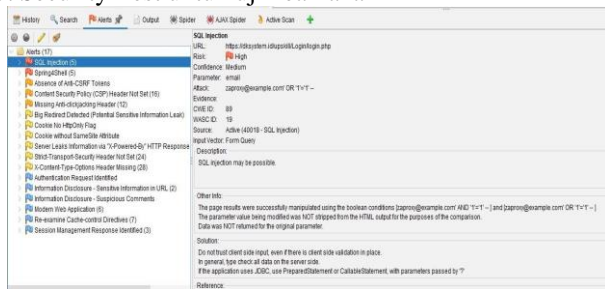 History Search Alerts Output Spider AJAX Spider Active Scan
Alerts (17)
SQL Injection (5)
Spring4Shell (5)
Absence of Anti-CSRF Tokens
Content Security Policy (CSP) Header Not Set (16)
Missing Anti-clickjacking Header (12)
Big Redirect Detected (Potential Sensitive Information Leak)
Cookie No HttpOnly Flag
Cookie without SameSite Attribute
Server Leaks Information via "X-Powered-By" HTTP Response
Strict-Transport-Security Header Not Set (24)
X-Content-Type-Options Header Missing (28)
Authentication Request Identified
Information Disclosure - Sensitive Information in URL (2)
Information Disclosure - Suspicious Comments
Modern Web Application (6)
Re-examine Cache-control Directives (7)
Session Management Response Identified (3)
SQL Injection
URL:
Risk: High
Confidence: Medium
Parameter: email
Attack: zaproxy@example.com' OR '1'='1' --
Evidence:
CWE ID: 89
WASC ID: 19
Source: Active (40018 - SQL Injection)
Input Vector: Form Query
Description:
SQL injection may be possible.
Other Info:
The page results were successfully manipulated using the boolean conditions [zaproxy@example.com' AND '1'='1' -- ] and [zaproxy@example.com' OR '1'='1' -- ]
The parameter value being modified was NOT stripped from the HTML output for the purposes of the comparison.
Data was NOT returned for the original parameter.
Solution:
Do not trust client side input, even if there is client side validation in place.
In general, type check all data on the server side.
If the application uses JDBC, use PreparedStatement or CallableStatement, with parameters passed by '?'
Reference: